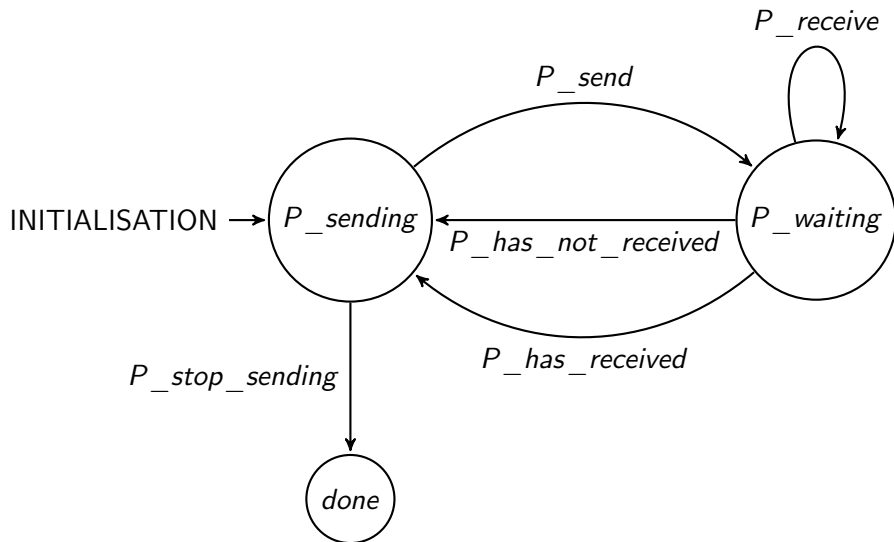 P_receive
P_send
INITIALISATION
P_sending
P_waiting
P_has_not_received
P_has_received
P_stop_sending
done